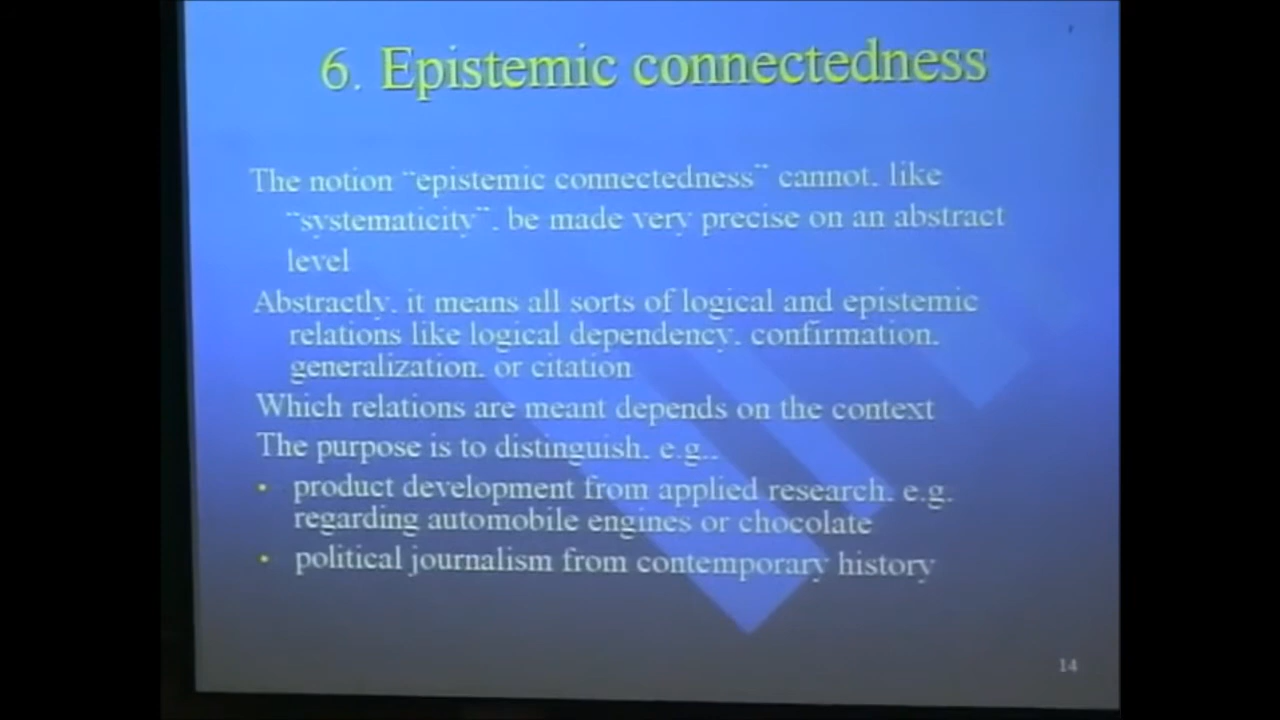 6. Epistemic connectedness
The notion “epistemic connectedness” cannot, like
“systematicity”, be made very precise on an abstract
level
Abstractly, it means all sorts of logical and epistemic
relations like logical dependency, confirmation,
generalization, or citation
Which relations are meant depends on the context
The purpose is to distinguish, e.g.,
• product development from applied research, e.g.
regarding automobile engines or chocolate
• political journalism from contemporary history
14